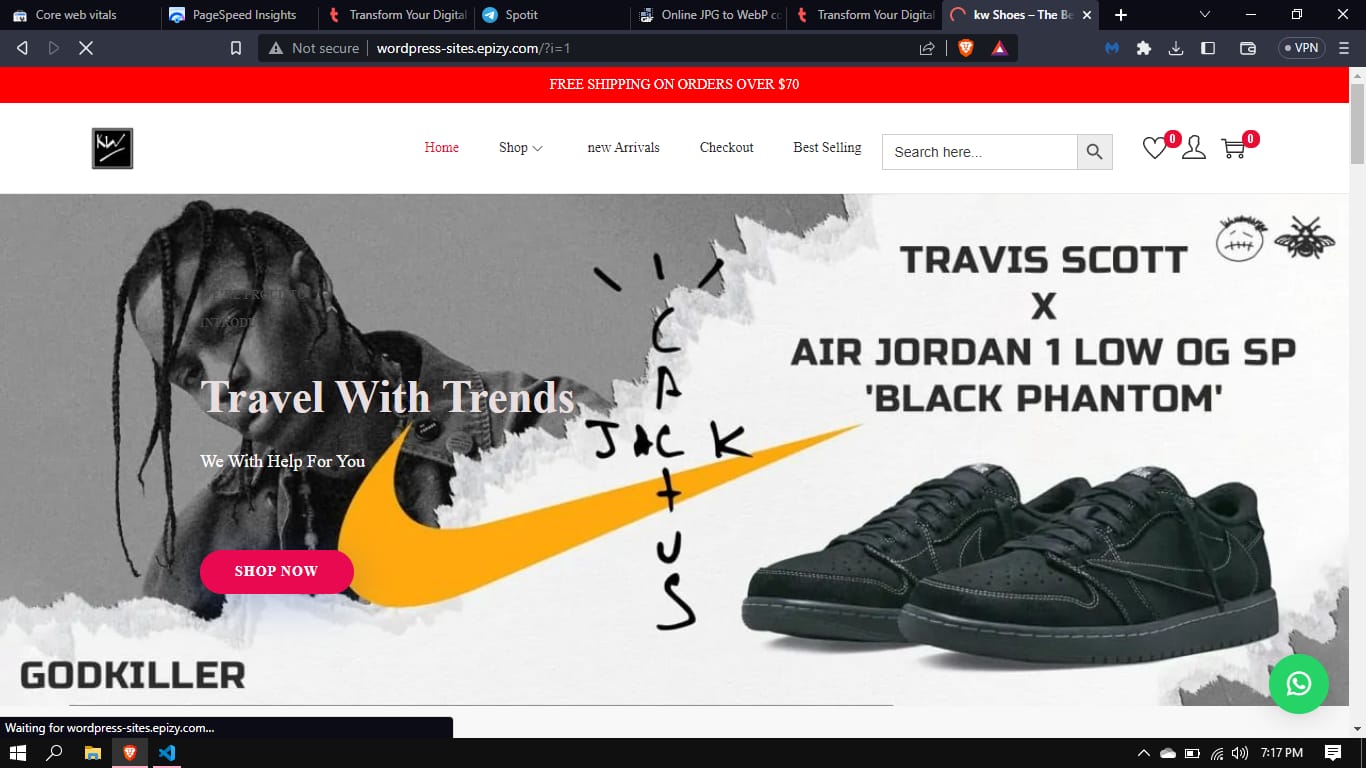 Core web vitals
PageSpeed Insights
Transform Your Digital
Spotit
Online JPG to WebP co
Transform Your Digital
kw Shoes – The Be
Not secure
wordpress-sites.epizy.com/?i=1
VPN
FREE SHIPPING ON ORDERS OVER $70
KW
Home
Shop
new Arrivals
Checkout
Best Selling
Search here...
0
0
TRAVIS SCOTT
X
AIR JORDAN 1 LOW OG SP
'BLACK PHANTOM'
CACTUS
JACK
Travel With Trends
We With Help For You
SHOP NOW
GODKILLER
Waiting for wordpress-sites.epizy.com...
7:17 PM